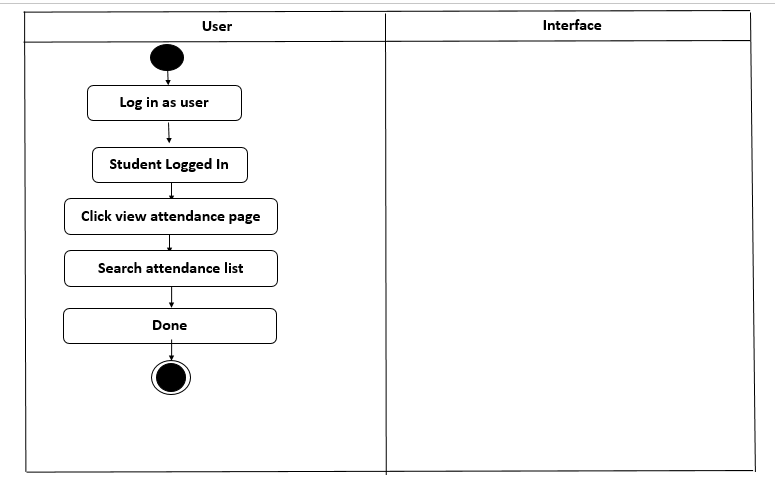 User
Interface
Log in as user
Student Logged In
Click view attendance page
Search attendance list
Done